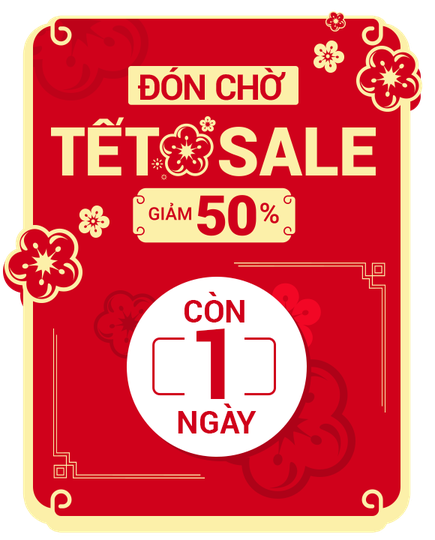 ĐÓN CHỜ
TẾT SALE
GIẢM 50%
CÒN
1
NGÀY